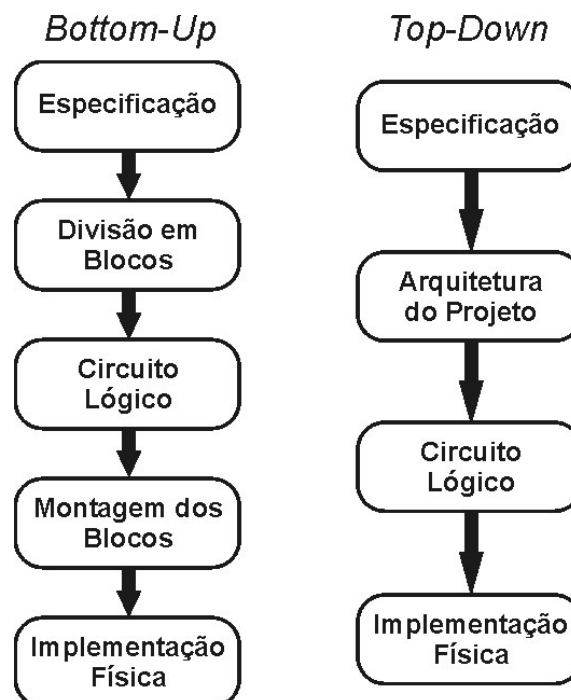 Bottom-Up
Especificação
Divisão em
Blocos
Circuito
Lógico
Montagem dos
Blocos
Implementação
Física
Top-Down
Especificação
Arquitetura
do Projeto
Circuito
Lógico
Implementação
Física